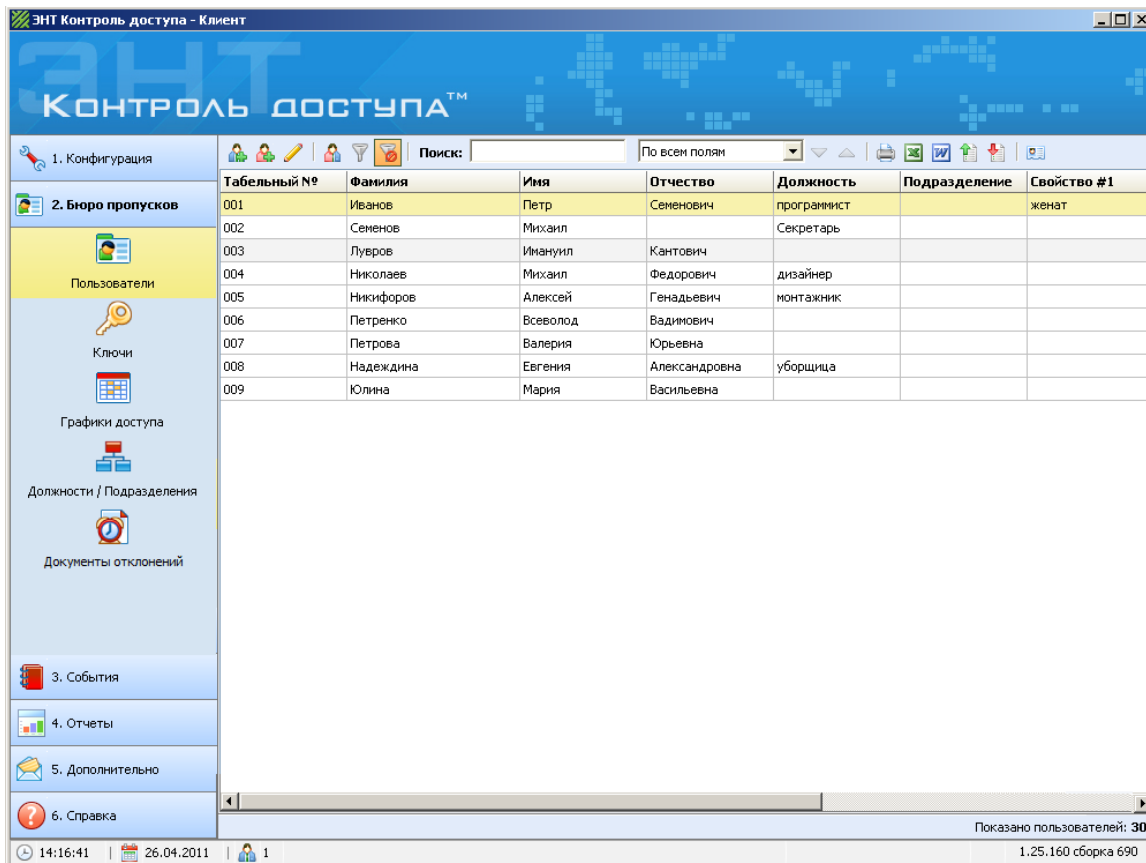 ЭНТ Контроль доступа - Клиент
ЭНТ
Контроль доступа™
1. Конфигурация
2. Бюро пропусков
Пользователи
Ключи
Графики доступа
Должности / Подразделения
Документы отклонений
3. События
4. Отчеты
5. Дополнительно
6. Справка
Поиск: По всем полям
Табельный № Фамилия Имя Отчество Должность Подразделение Свойство #1
001 Иванов Петр Семенович программист женат
002 Семенов Михаил Секретарь
003 Лувров Имануил Кантович
004 Николаев Михаил Федорович дизайнер
005 Никифоров Алексей Генадьевич монтажник
006 Петренко Всеволод Вадимович
007 Петрова Валерия Юрьевна
008 Надеждина Евгения Александровна уборщица
009 Юлина Мария Васильевна
Показано пользователей: 30
14:16:41 26.04.2011 1 1.25.160 сборка 690